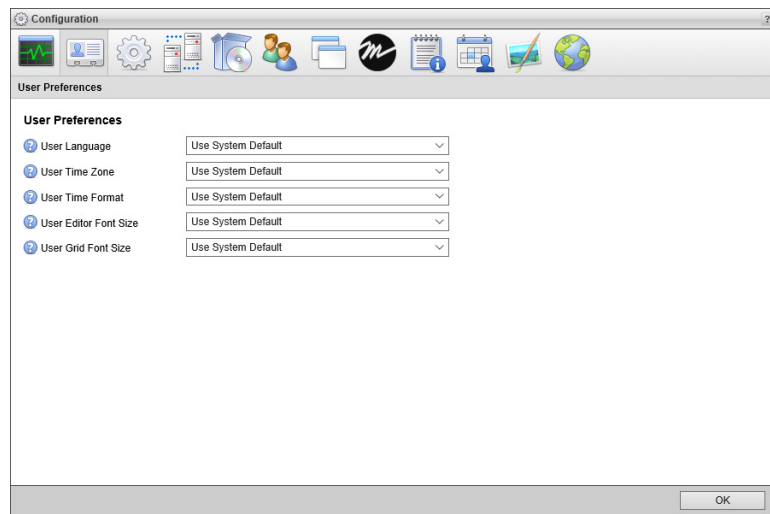 Configuration
?
User Preferences
User Preferences
? User Language Use System Default
? User Time Zone Use System Default
? User Time Format Use System Default
? User Editor Font Size Use System Default
? User Grid Font Size Use System Default
OK